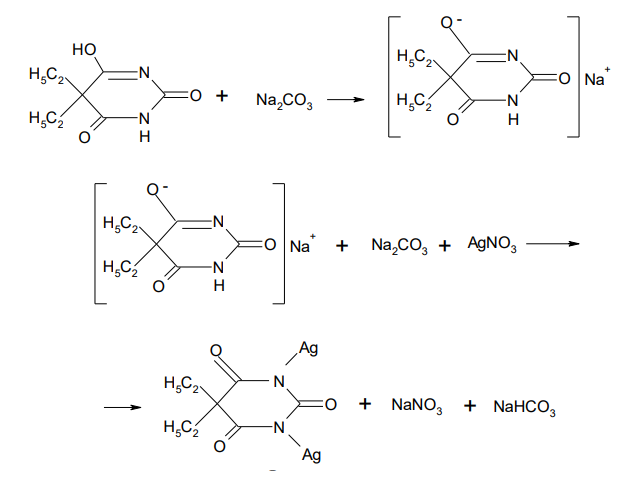 HO
N
H5C2
O
+
Na2CO3
H5C2
N
O
H
O-
H5C2
N
O
Na+
H5C2
N
O
H
O-
H5C2
N
O
Na+
+
Na2CO3
+
AgNO3
H5C2
N
O
H
O
Ag
H5C2
N
O
+
NaNO3
+
NaHCO3
H5C2
N
O
Ag